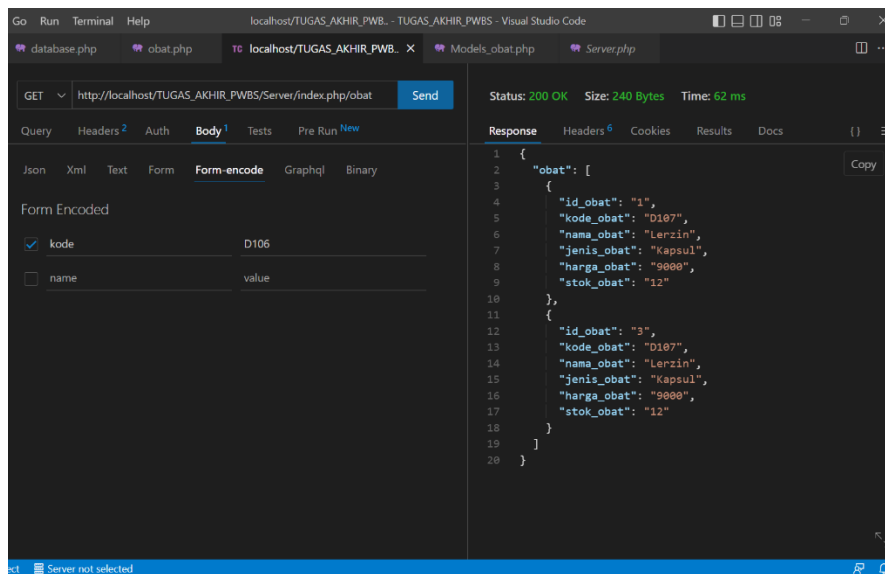 Go Run Terminal Help localhost/TUGAS_AKHIR_PWB.. - TUGAS_AKHIR_PWBS - Visual Studio Code
database.php obat.php TC localhost/TUGAS_AKHIR_PWB.. Models_obat.php Server.php
GET http://localhost/TUGAS_AKHIR_PWBS/Server/index.php/obat Send
Status: 200 OK Size: 240 Bytes Time: 62 ms
Query Headers 2 Auth Body 1 Tests Pre Run New
Response Headers 6 Cookies Results Docs {}
Json Xml Text Form Form-encode Graphql Binary
Copy
Form Encoded
kode D106
name value
1 {
2 "obat": [
3 {
4 "id_obat": "1",
5 "kode_obat": "D107",
6 "nama_obat": "Lerzin",
7 "jenis_obat": "Kapsul",
8 "harga_obat": "9000",
9 "stok_obat": "12"
10 },
11 {
12 "id_obat": "3",
13 "kode_obat": "D107",
14 "nama_obat": "Lerzin",
15 "jenis_obat": "Kapsul",
16 "harga_obat": "9000",
17 "stok_obat": "12"
18 }
19 ]
20 }
ect Server not selected